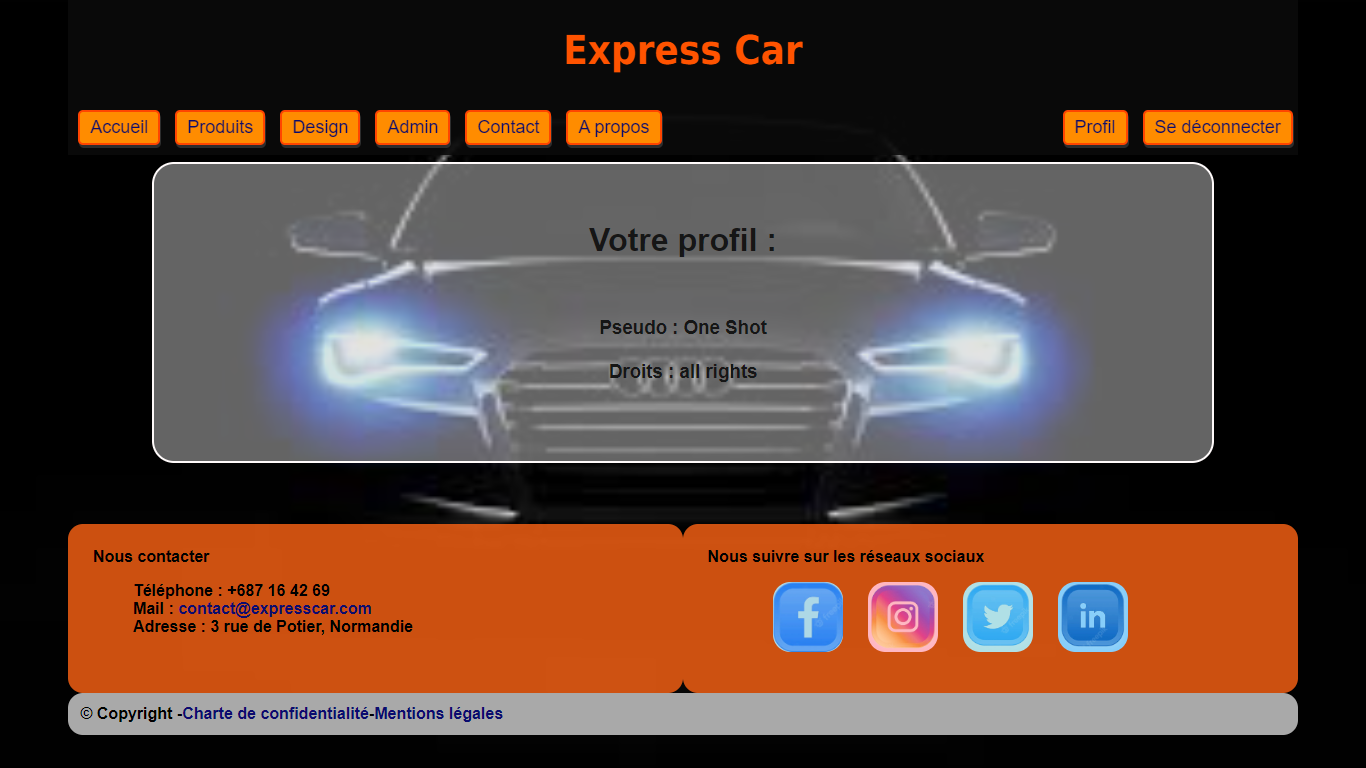 Express Car
Accueil Produits Design Admin Contact A propos Profil Se déconnecter
Votre profil :
Pseudo : One Shot
Droits : all rights
Nous contacter
Téléphone : +687 16 42 69
Mail : contact@expresscar.com
Adresse : 3 rue de Potier, Normandie
Nous suivre sur les réseaux sociaux
f in
© Copyright -Charte de confidentialité-Mentions légales